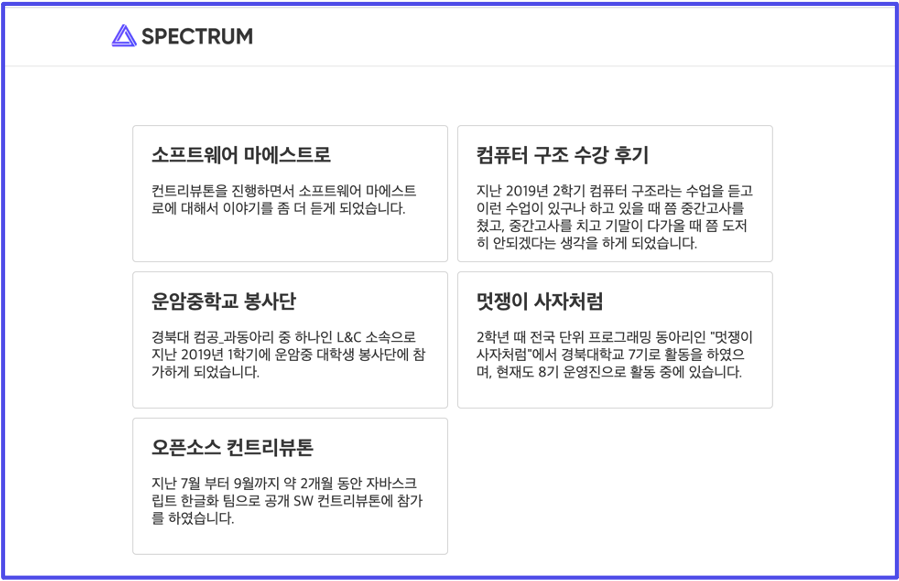 SPECTRUM
소프트웨어 마에스트로
컨트리뷰톤을 진행하면서 소프트웨어 마에스트
로에 대해서 이야기를 좀 더 듣게 되었습니다.
컴퓨터 구조 수강 후기
지난 2019년 2학기 컴퓨터 구조라는 수업을 듣고
이런 수업이 있구나 하고 있을 때 쯤 중간고사를
쳤고, 중간고사를 치고 기말이 다가올 때 쯤 도저
히 안되겠다는 생각을 하게 되었습니다.
운암중학교 봉사단
경북대 컴공_과동아리 중 하나인 L&C 소속으로
지난 2019년 1학기에 운암중 대학생 봉사단에 참
가하게 되었습니다.
멋쟁이 사자처럼
2학년 때 전국 단위 프로그래밍 동아리인 "멋쟁이
사자처럼"에서 경북대학교 7기로 활동을 하였으
며, 현재도 8기 운영진으로 활동 중에 있습니다.
오픈소스 컨트리뷰톤
지난 7월 부터 9월까지 약 2개월 동안 자바스크
립트 한글화 팀으로 공개 SW 컨트리뷰톤에 참가
를 하였습니다.